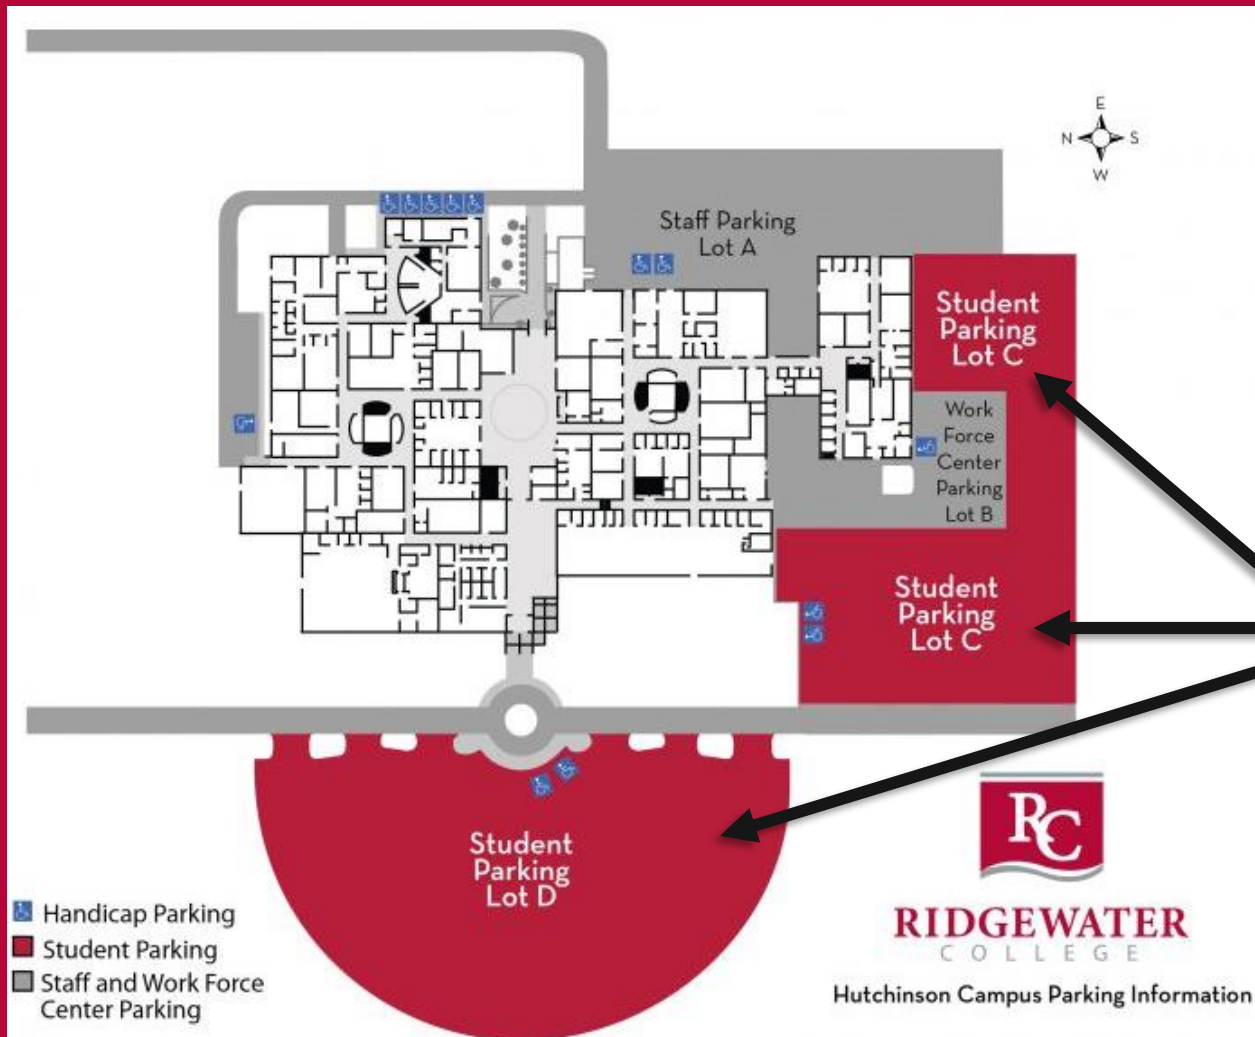 E
N S
W
Staff Parking
Lot A
Student
Parking
Lot C
Work
Force
Center
Parking
Lot B
Student
Parking
Lot C
Student
Parking
Lot D
Handicap Parking
Student Parking
Staff and Work Force
Center Parking
RC
RIDGEWATER
COLLEGE
Hutchinson Campus Parking Information